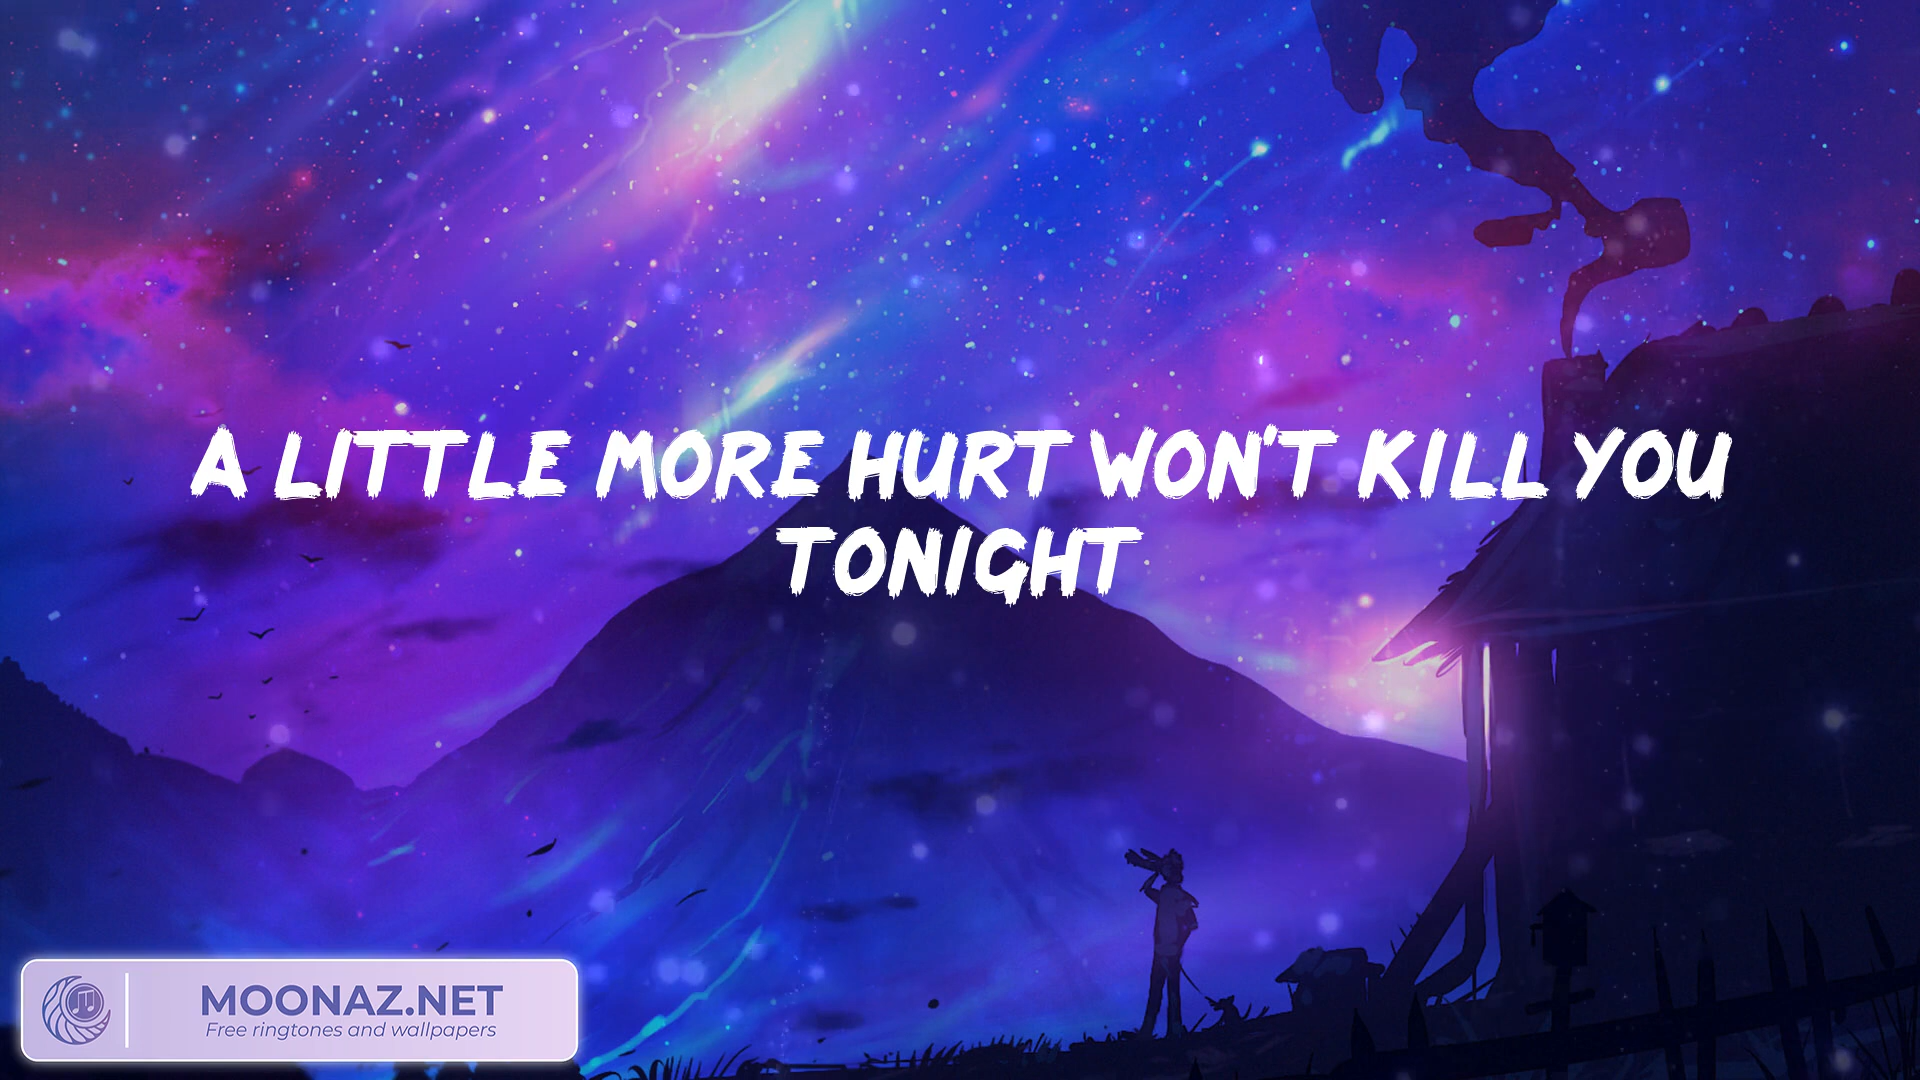 A LITTLE MORE HURT WON'T KILL YOU
TONIGHT
MOONAZ.NET
Free ringtones and wallpapers